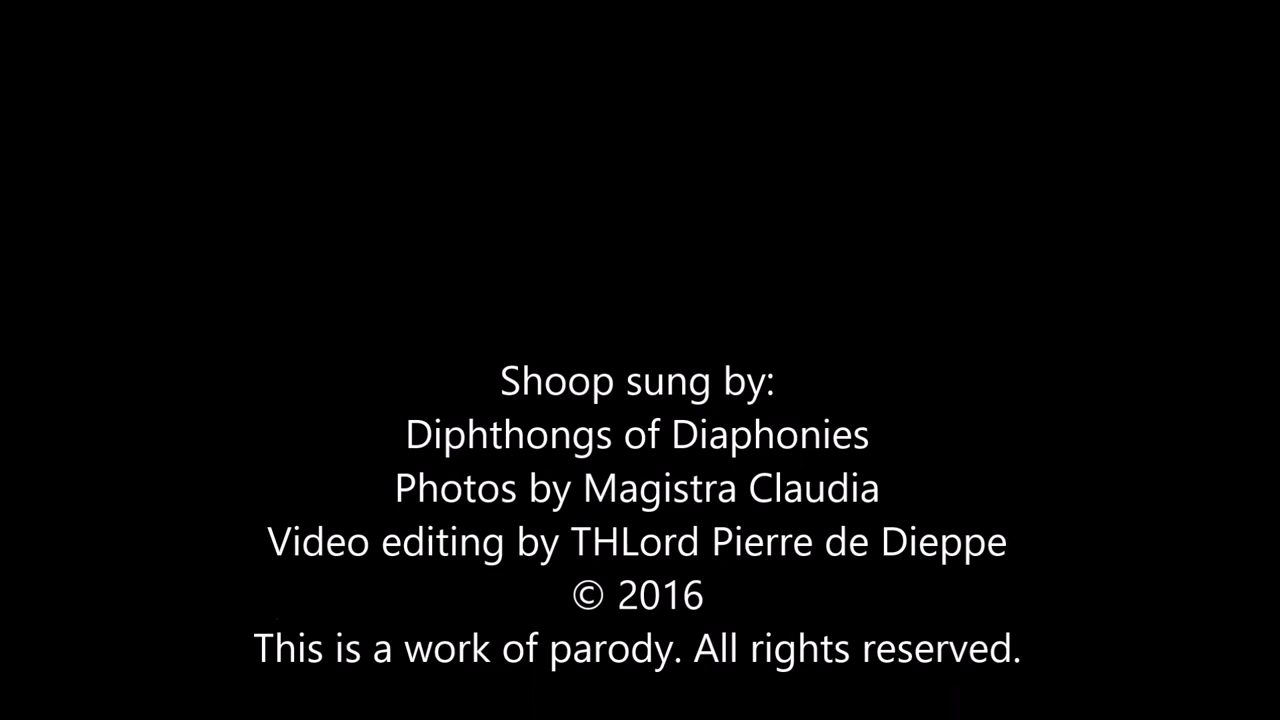 Shoop sung by:
Diphthongs of Diaphonies
Photos by Magistra Claudia
Video editing by THLord Pierre de Dieppe
© 2016
This is a work of parody. All rights reserved.